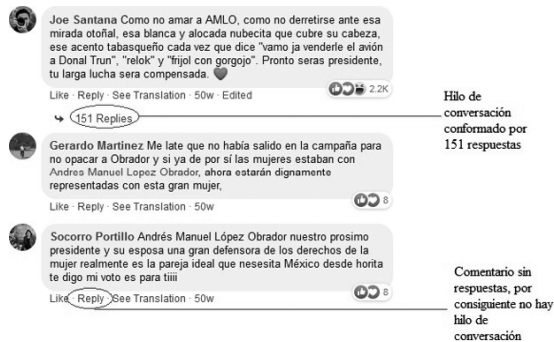 Joe Santana Como no amar a AMLO, como no derretirse ante esa
mirada otoñal, esa blanca y alocada nubecita que cubre su cabeza,
ese acento tabasqueño cada vez que dice "vamo ja venderle el avión
a Donal Trun", "relok" y "frijol con gorgojo". Pronto seras presidente,
tu larga lucha sera compensada.
2.2K
Like · Reply · See Translation · 50w · Edited
151 Replies
Hilo de
conversación
conformado por
151 respuestas
Gerardo Martinez Me late que no había salido en la campaña para
no opacar a Obrador y si ya de por sí las mujeres estaban con
Andres Manuel Lopez Obrador, ahora estarán dignamente
representadas con esta gran mujer,
8
Like · Reply · See Translation · 50w
Socorro Portillo Andrés Manuel López Obrador nuestro prosimo
presidente y su esposa una gran defensora de los derechos de la
mujer realmente es la pareja ideal que nesesita México desde horita
te digo mi voto es para tiiii
8
Like · Reply · See Translation · 50w
Comentario sin
respuestas, por
consiguiente no hay
hilo de
conversación